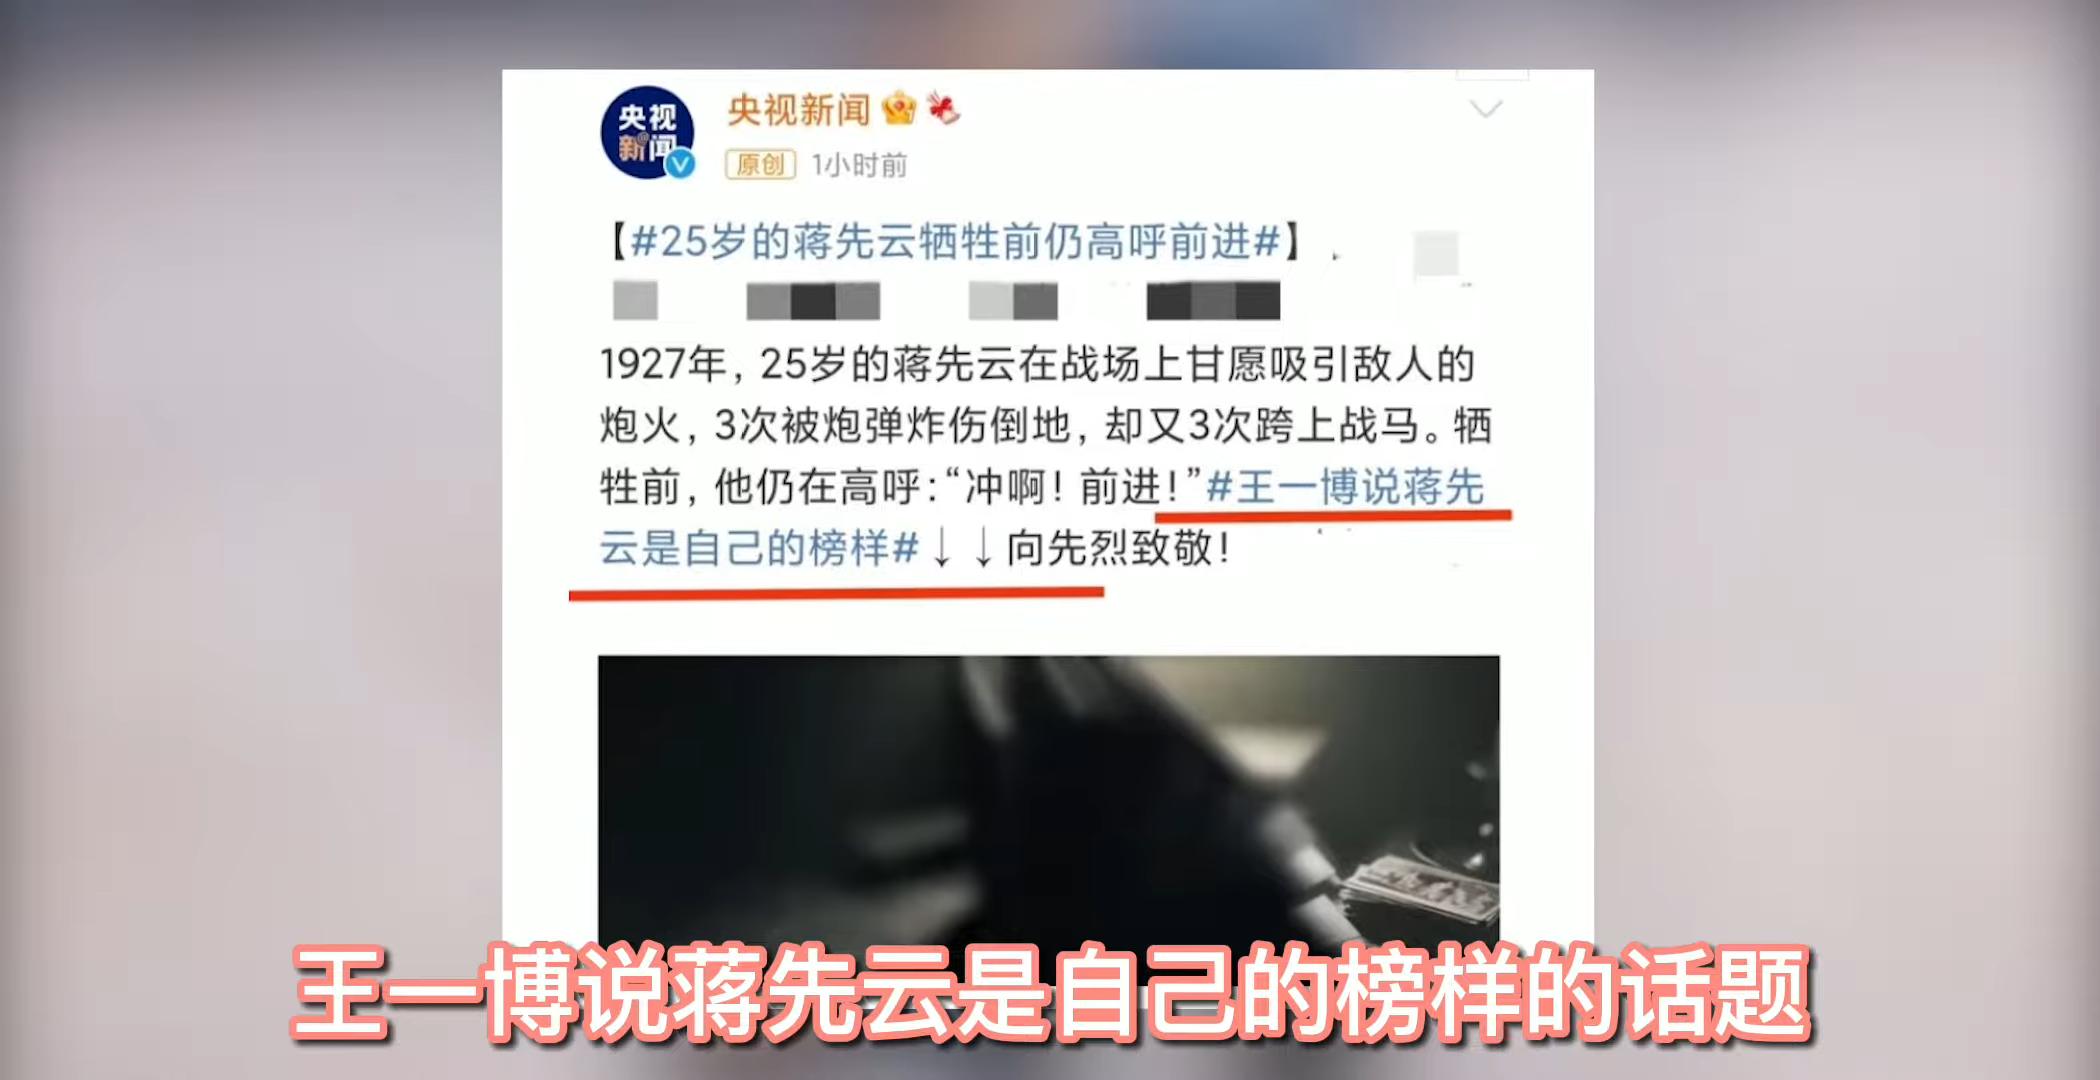 央视
新闻
央视新闻
原创 1小时前
【#25岁的蒋先云牺牲前仍高呼前进#】
1927年，25岁的蒋先云在战场上甘愿吸引敌人的
炮火，3次被炮弹炸伤倒地，却又3次跨上战马。牺
牲前，他仍在高呼：“冲啊！前进！”#王一博说蒋先
云是自己的榜样#↓↓向先烈致敬！
王一博说蒋先云是自己的榜样的话题